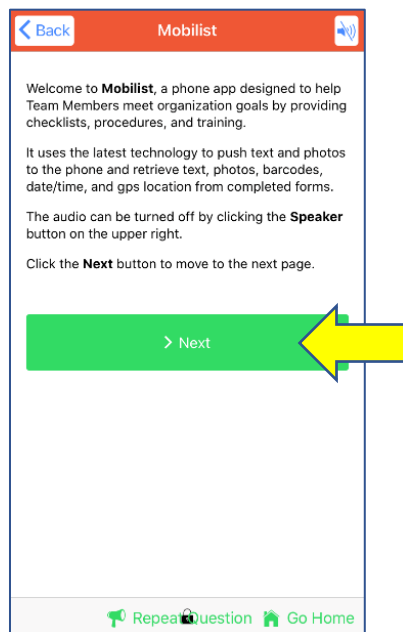 Back
Mobilist
Welcome to Mobilist, a phone app designed to help
Team Members meet organization goals by providing
checklists, procedures, and training.
It uses the latest technology to push text and photos
to the phone and retrieve text, photos, barcodes,
date/time, and gps location from completed forms.
The audio can be turned off by clicking the Speaker
button on the upper right.
Click the Next button to move to the next page.
Next
Repeat Question
Go Home